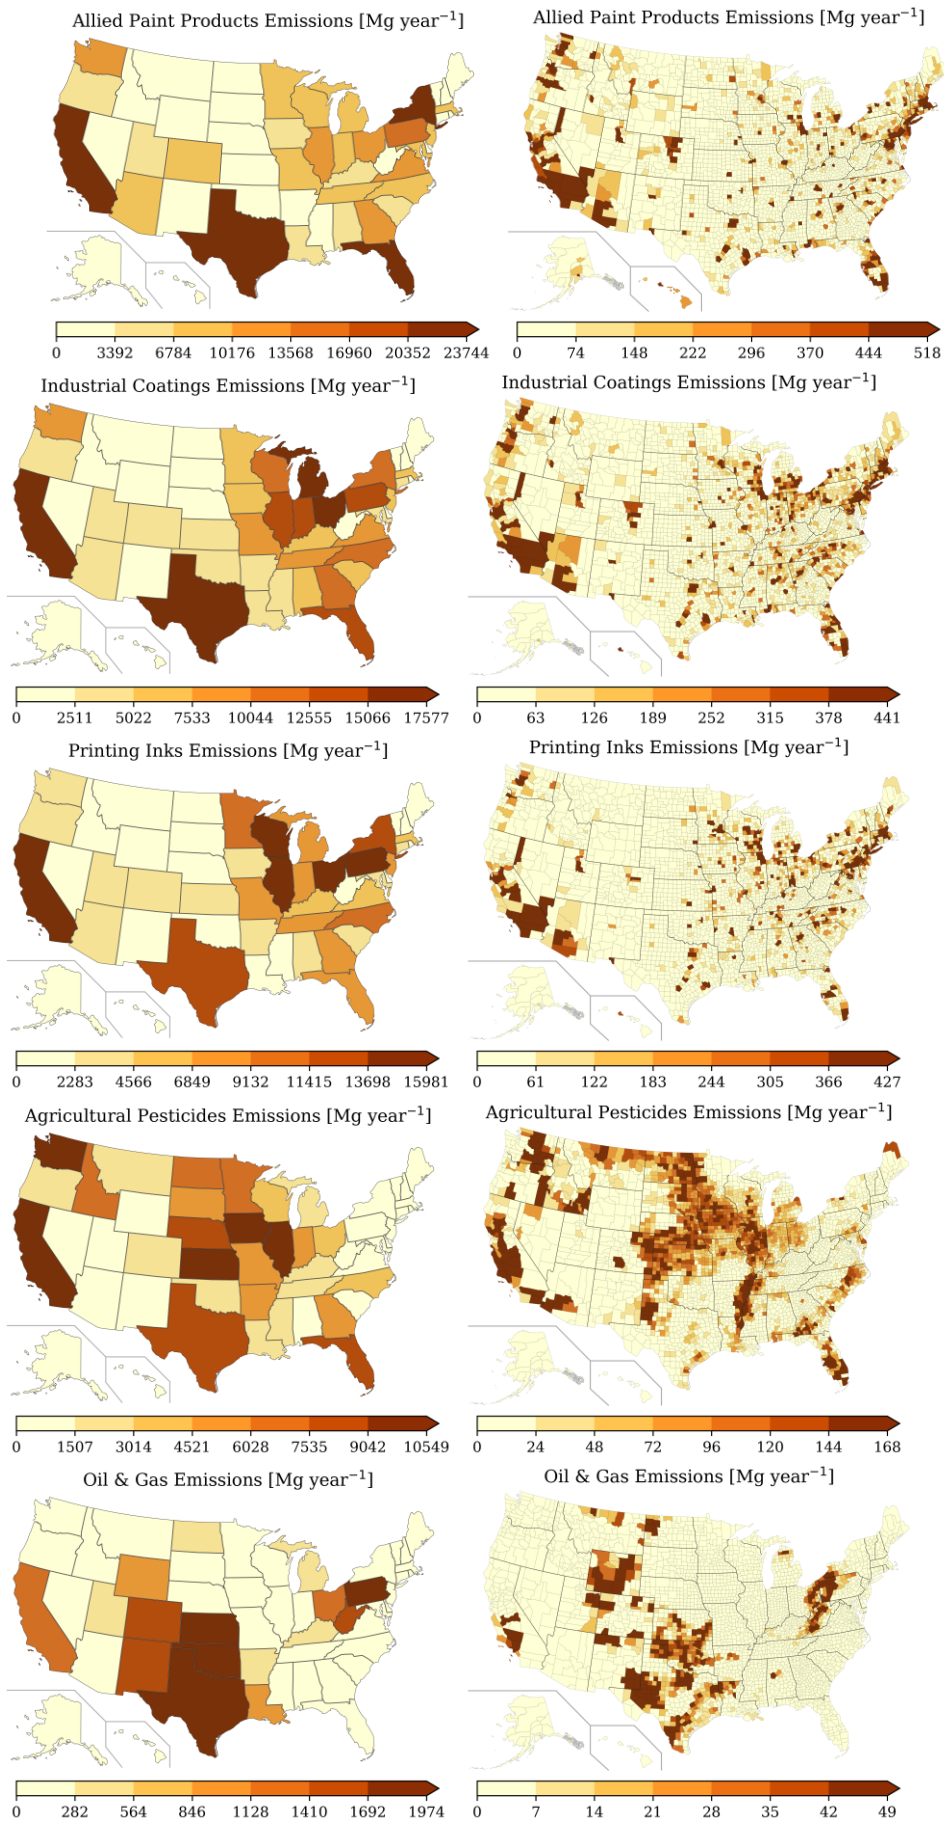 Allied Paint Products Emissions [Mg year⁻¹]
Allied Paint Products Emissions [Mg year⁻¹]
0 3392 6784 10176 13568 16960 20352 23744
0 74 148 222 296 370 444 518
Industrial Coatings Emissions [Mg year⁻¹]
Industrial Coatings Emissions [Mg year⁻¹]
0 2511 5022 7533 10044 12555 15066 17577
0 63 126 189 252 315 378 441
Printing Inks Emissions [Mg year⁻¹]
Printing Inks Emissions [Mg year⁻¹]
0 2283 4566 6849 9132 11415 13698 15981
0 61 122 183 244 305 366 427
Agricultural Pesticides Emissions [Mg year⁻¹]
Agricultural Pesticides Emissions [Mg year⁻¹]
0 1507 3014 4521 6028 7535 9042 10549
0 24 48 72 96 120 144 168
Oil & Gas Emissions [Mg year⁻¹]
Oil & Gas Emissions [Mg year⁻¹]
0 282 564 846 1128 1410 1692 1974
0 7 14 21 28 35 42 49